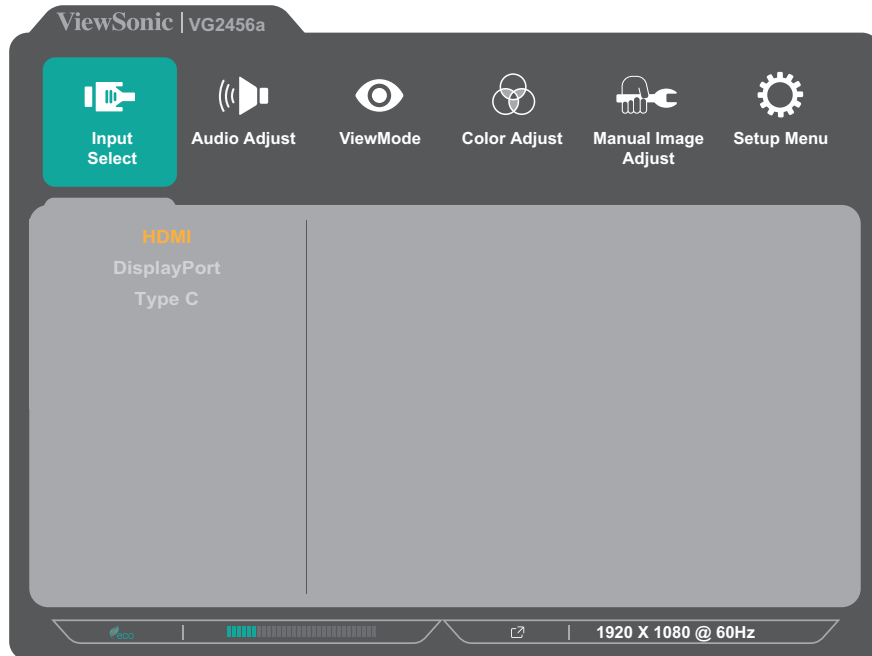 ViewSonic | VG2456a
Input
Select
Audio Adjust
ViewMode
Color Adjust
Manual Image
Adjust
Setup Menu
HDMI
DisplayPort
Type C
eco
1920 X 1080 @ 60Hz